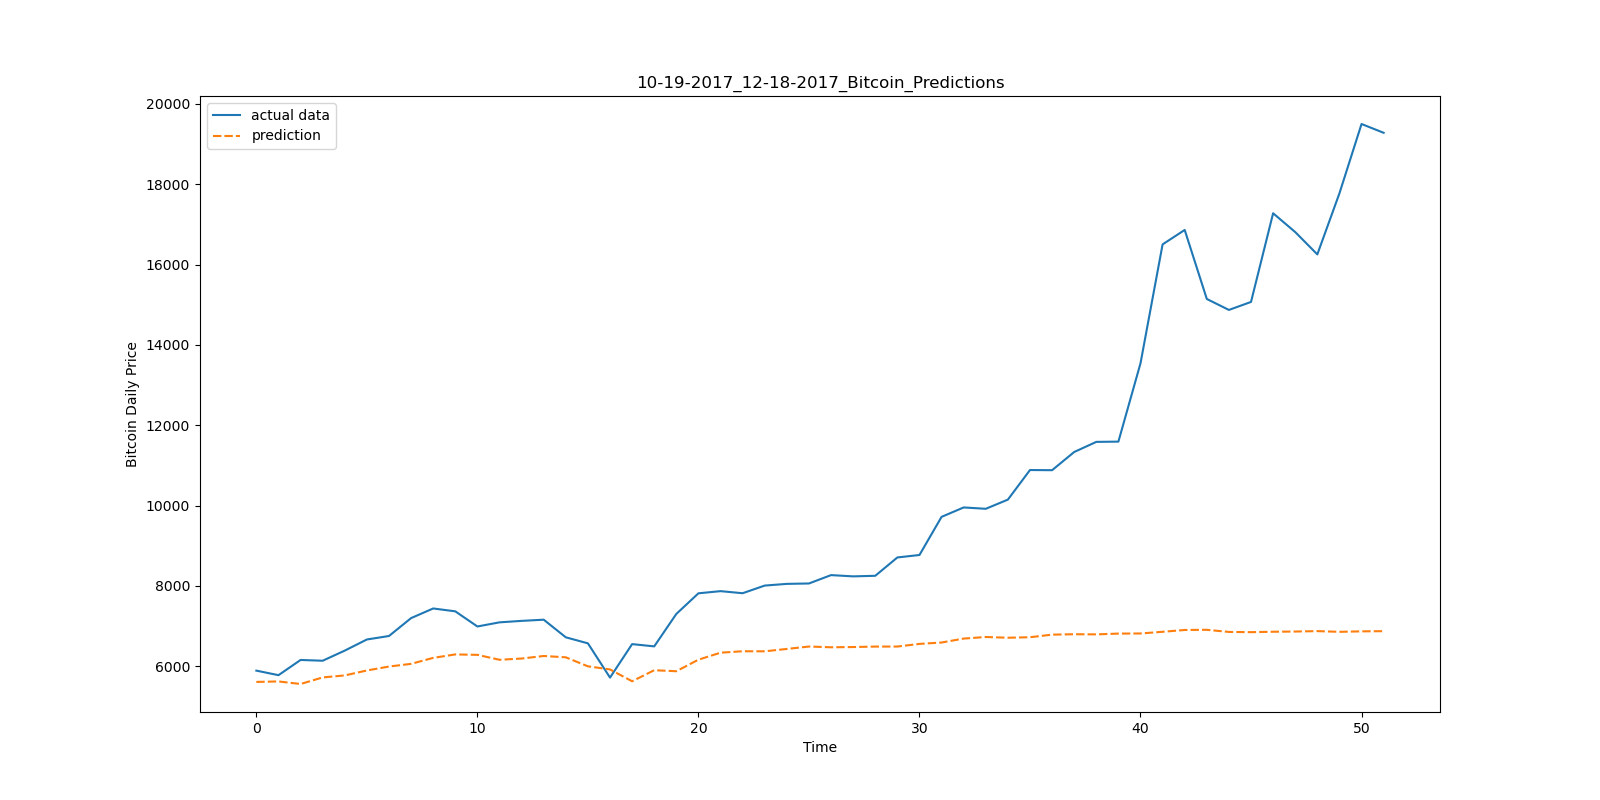 10-19-2017_12-18-2017_Bitcoin_Predictions
actual data
prediction
20000
18000
16000
14000
12000
10000
8000
6000
Bitcoin Daily Price
0 10 20 30 40 50
Time